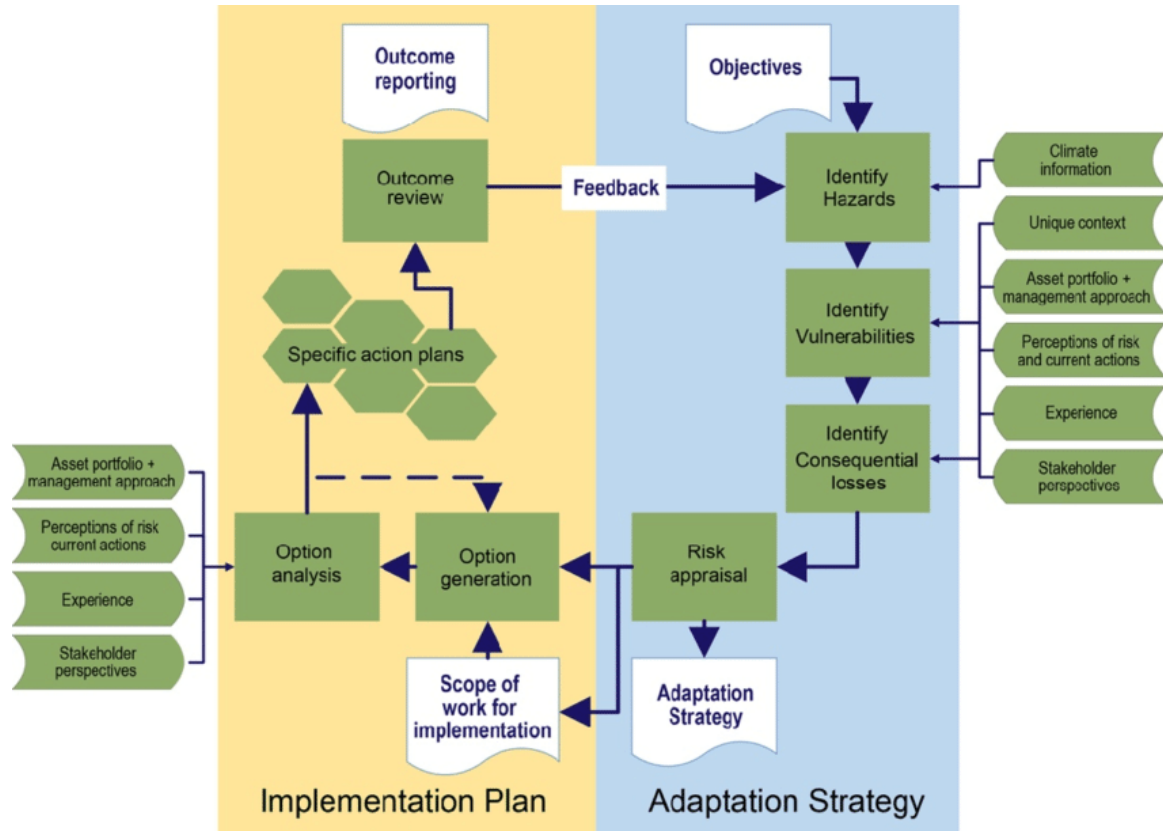 Outcome
reporting
Objectives
Outcome
review
Feedback
Identify
Hazards
Climate
information
Unique context
Asset portfolio +
management approach
Perceptions of risk
and current actions
Experience
Stakeholder
perspectives
Identify
Vulnerabilities
Specific action plans
Identify
Consequential
losses
Asset portfolio +
management approach
Perceptions of risk
current actions
Experience
Stakeholder
perspectives
Option
analysis
Option
generation
Risk
appraisal
Scope of
work for
implementation
Adaptation
Strategy
Implementation Plan
Adaptation Strategy